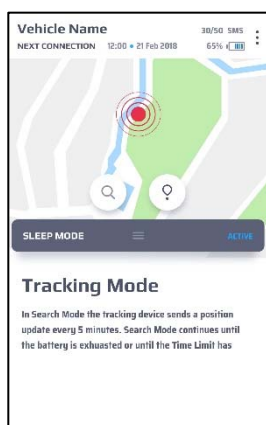 Vehicle Name
30/50 SMS
NEXT CONNECTION 12:00 • 21 Feb 2018
65%
SLEEP MODE
ACTIVE
Tracking Mode
In Search Mode the tracking device sends a position
update every 5 minutes. Search Mode continues until
the battery is exhuasted or until the Time Limit has